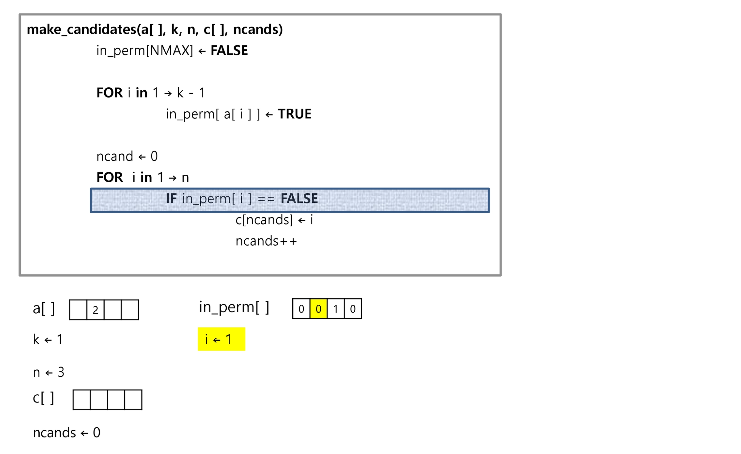 make_candidates(a[ ], k, n, c[ ], ncands)
in_perm[NMAX] ← FALSE
FOR i in 1 → k - 1
in_perm[ a[ i ] ] ← TRUE
ncand ← 0
FOR i in 1 → n
IF in_perm[ i ] == FALSE
c[ncands] ← i
ncands++
a[ ] 2 in_perm[ ] 0 0 1 0
k ← 1 i ← 1
n ← 3
c[ ]
ncands ← 0